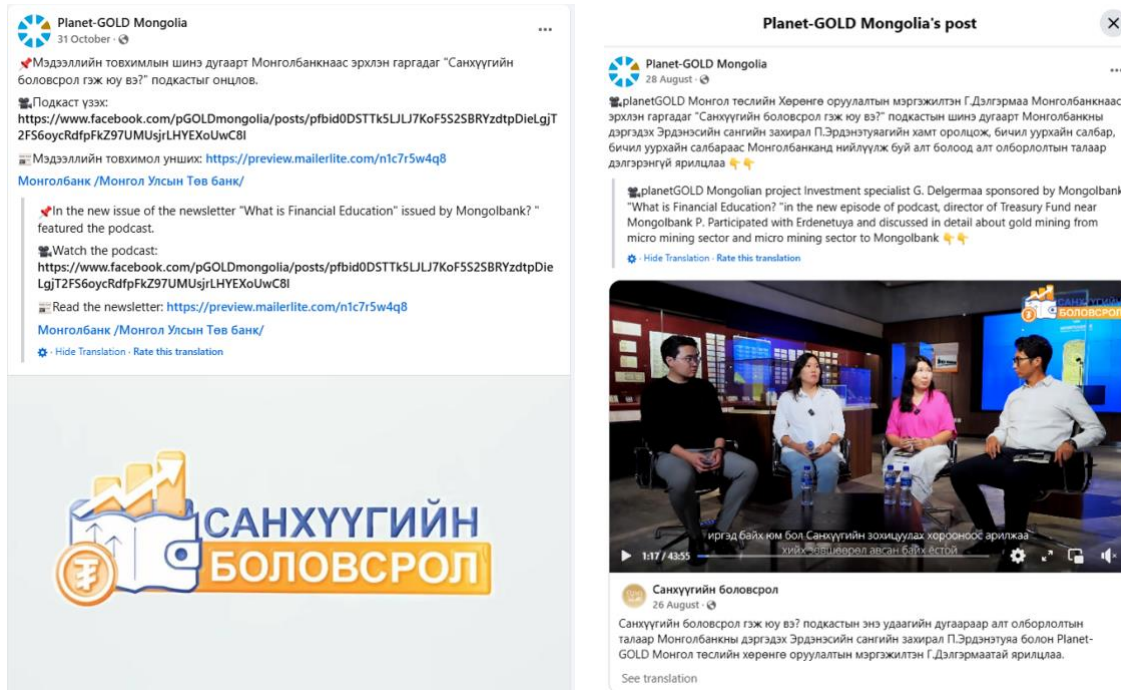 Planet-GOLD Mongolia
31 October
📌Мэдээллийн товхимлын шинэ дугаарт Монголбанкнаас эрхлэн гаргадаг "Санхүүгийн
боловсрол гэж юу вэ?" подкастыг онцлов.
🎥Подкаст үзэх:
https://www.facebook.com/pGOLDmongolia/posts/pfbid0DSTTk5LJLJ7KoF5S2SBRYzdtpDieLgjT
2FS6oycRdfpFkZ97UMUsjrLHYEXoUwC8l
📰Мэдээллийн товхимол унших: https://preview.mailerlite.com/n1c7r5w4q8
Монголбанк /Монгол Улсын Төв банк/
📌In the new issue of the newsletter "What is Financial Education" issued by Mongolbank? "
featured the podcast.
🎥Watch the podcast:
https://www.facebook.com/pGOLDmongolia/posts/pfbid0DSTTk5LJLJ7KoF5S2SBRYzdtpDie
LgjT2FS6oycRdfpFkZ97UMUsjrLHYEXoUwC8l
📰Read the newsletter: https://preview.mailerlite.com/n1c7r5w4q8
Монголбанк /Монгол Улсын Төв банк/
Hide Translation · Rate this translation
САНХҮҮГИЙН
БОЛОВСРОЛ
Planet-GOLD Mongolia's post
Planet-GOLD Mongolia
28 August
🎥planetGOLD Монгол төслийн Хөрөнгө оруулалтын мэргэжилтэн Г.Дэлгэрмаа Монголбанкнаас
эрхлэн гаргадаг "Санхүүгийн боловсрол гэж юу вэ?" подкастын шинэ дугаарт Монголбанкны
дэргэдэх Эрдэнэсийн сангийн захирал П.Эрдэнэтуяагийн хамт оролцож, бичил уурхайн салбар,
бичил уурхайн салбараас Монголбанканд нийлүүлж буй алт болоод алт олборлолтын талаар
дэлгэрэнгүй ярилцлаа 👇👇
🎥planetGOLD Mongolian project Investment specialist G. Delgermaa sponsored by Mongolbank
"What is Financial Education? "in the new episode of podcast, director of Treasury Fund near
Mongolbank P. Participated with Erdenetuya and discussed in detail about gold mining from
micro mining sector and micro mining sector to Mongolbank 👇👇
Hide Translation · Rate this translation
САНХҮҮГИЙН
БОЛОВСРОЛ
иргэд байх юм бол Санхүүгийн зохицуулах хорооноос арилжаа
хийх зөвшөөрөл авсан байх ёстой
1:17 / 43:55
Санхүүгийн боловсрол
26 August
Санхүүгийн боловсрол гэж юу вэ? подкастын энэ удаагийн дугаараар алт олборлолтын
талаар Монголбанкны дэргэдэх Эрдэнэсийн сангийн захирал П.Эрдэнэтуяа болон Planet-
GOLD Монгол төслийн хөрөнгө оруулалтын мэргэжилтэн Г.Дэлгэрмаатай ярилцлаа.
See translation